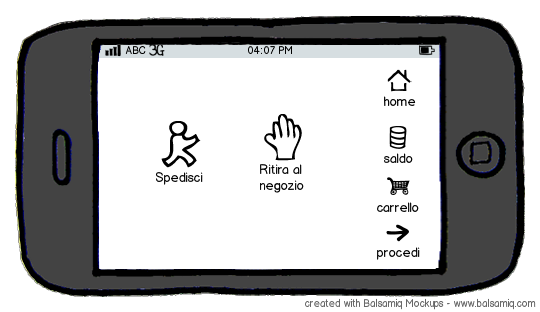 ABC 3G 04:07 PM
home
Spedisci
Ritira al
negozio
saldo
carrello
procedi
created with Balsamiq Mockups - www.balsamiq.com